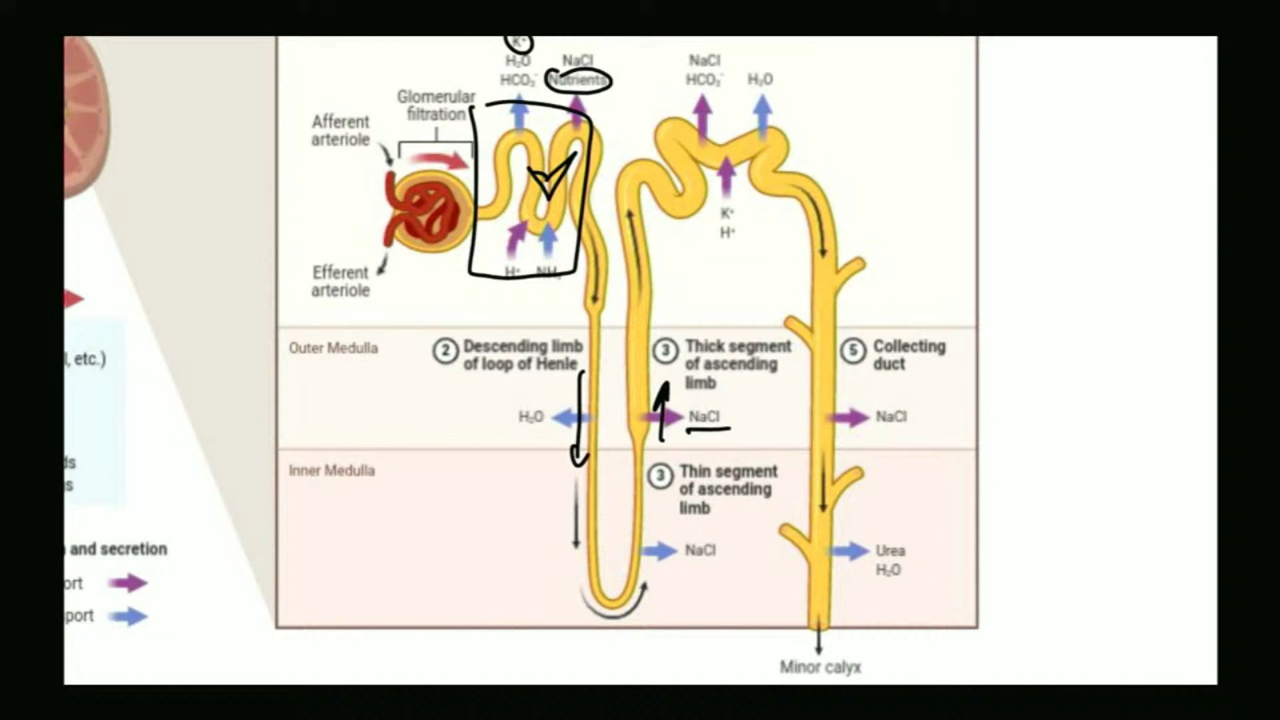 K⁺
H₂O
HCO₃⁻
NaCl
Nutrients
NaCl
HCO₃⁻
H₂O
Glomerular
filtration
Afferent
arteriole
K⁺
H⁺
H⁺
NH
Efferent
arteriole
l, etc.)
Outer Medulla
2 Descending limb
of loop of Henle
3 Thick segment
of ascending
limb
5 Collecting
duct
H₂O
NaCl
NaCl
ds
s
Inner Medulla
3 Thin segment
of ascending
limb
and secretion
NaCl
Urea
H₂O
ort
port
Minor calyx